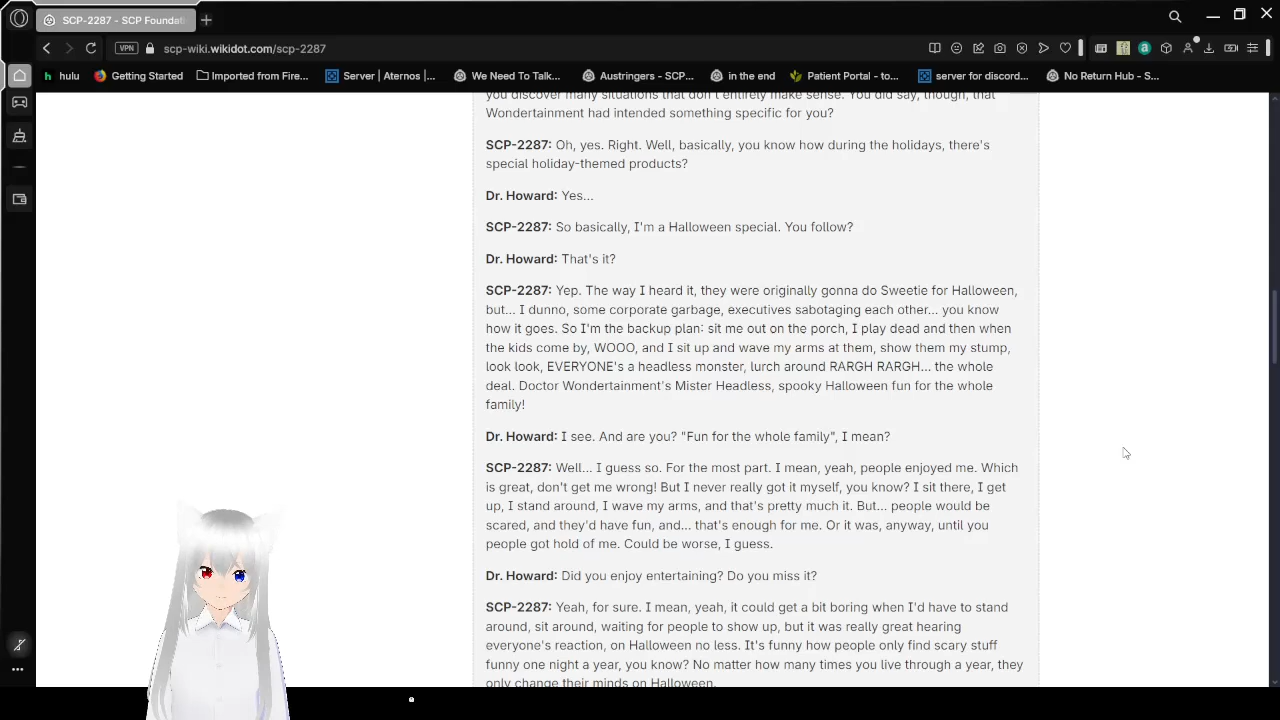 SCP-2287 - SCP Foundati
VPN
scp-wiki.wikidot.com/scp-2287
hulu
Getting Started
Imported from Fire...
Server | Aternos |...
We Need To Talk...
Austringers - SCP...
in the end
Patient Portal - to...
server for discord...
No Return Hub - S...
you discover many situations that don't entirely make sense. You did say, though, that
Wondertainment had intended something specific for you?
SCP-2287: Oh, yes. Right. Well, basically, you know how during the holidays, there's
special holiday-themed products?
Dr. Howard: Yes...
SCP-2287: So basically, I'm a Halloween special. You follow?
Dr. Howard: That's it?
SCP-2287: Yep. The way I heard it, they were originally gonna do Sweetie for Halloween,
but... I dunno, some corporate garbage, executives sabotaging each other... you know
how it goes. So I'm the backup plan: sit me out on the porch, I play dead and then when
the kids come by, WOOO, and I sit up and wave my arms at them, show them my stump,
look look, EVERYONE's a headless monster, lurch around RARGH RARGH... the whole
deal. Doctor Wondertainment's Mister Headless, spooky Halloween fun for the whole
family!
Dr. Howard: I see. And are you? "Fun for the whole family", I mean?
SCP-2287: Well... I guess so. For the most part. I mean, yeah, people enjoyed me. Which
is great, don't get me wrong! But I never really got it myself, you know? I sit there, I get
up, I stand around, I wave my arms, and that's pretty much it. But... people would be
scared, and they'd have fun, and... that's enough for me. Or it was, anyway, until you
people got hold of me. Could be worse, I guess.
Dr. Howard: Did you enjoy entertaining? Do you miss it?
SCP-2287: Yeah, for sure. I mean, yeah, it could get a bit boring when I'd have to stand
around, sit around, waiting for people to show up, but it was really great hearing
everyone's reaction, on Halloween no less. It's funny how people only find scary stuff
funny one night a year, you know? No matter how many times you live through a year, they
only change their minds on Halloween.